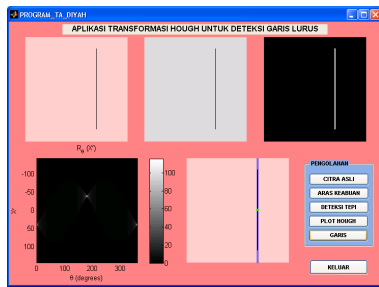 PROGRAM_TA_DIYAH
APLIKASI TRANSFORMASI HOUGH UNTUK DETEKSI GARIS LURUS
R_θ (X')
-100
-50
0
50
100
X'
0
100
200
300
θ (degrees)
100
80
60
40
20
0
PENGOLAHAN
CITRA ASLI
ARAS KEABUAN
DETEKSI TEPI
PLOT HOUGH
GARIS
KELUAR